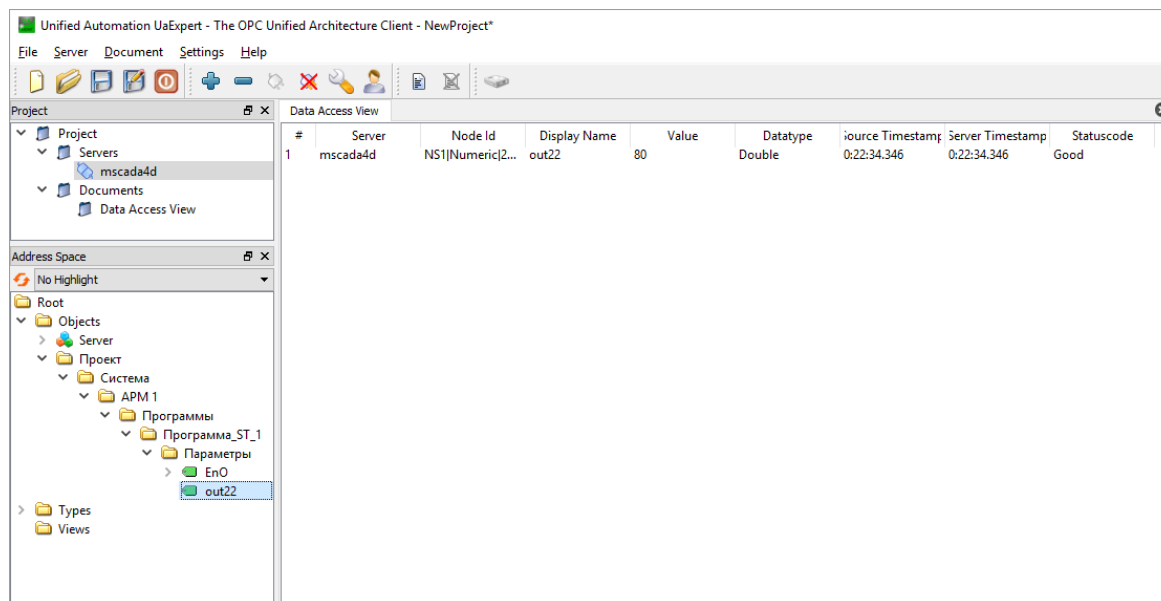 Unified Automation UaExpert - The OPC Unified Architecture Client - NewProject*
File Server Document Settings Help
Project
Project
Servers
mscada4d
Documents
Data Access View
Address Space
No Highlight
Root
Objects
Server
Проект
Система
АРМ 1
Программы
Программа_ST_1
Параметры
EnO
out22
Types
Views
Data Access View
# Server Node Id Display Name Value Datatype ource Timestamp Server Timestamp Statuscode
1 mscada4d NS1|Numeric|2... out22 80 Double 0:22:34.346 0:22:34.346 Good